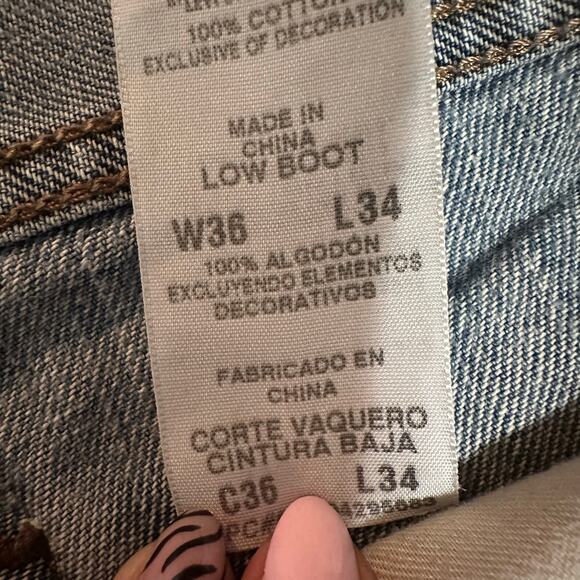 100% COTTON
EXCLUSIVE OF DECORATION
MADE IN
CHINA
LOW BOOT
W36 L34
100% ALGODÓN
EXCLUYENDO ELEMENTOS
DECORATIVOS
FABRICADO EN
CHINA
CORTE VAQUERO
CINTURA BAJA
C36 L34